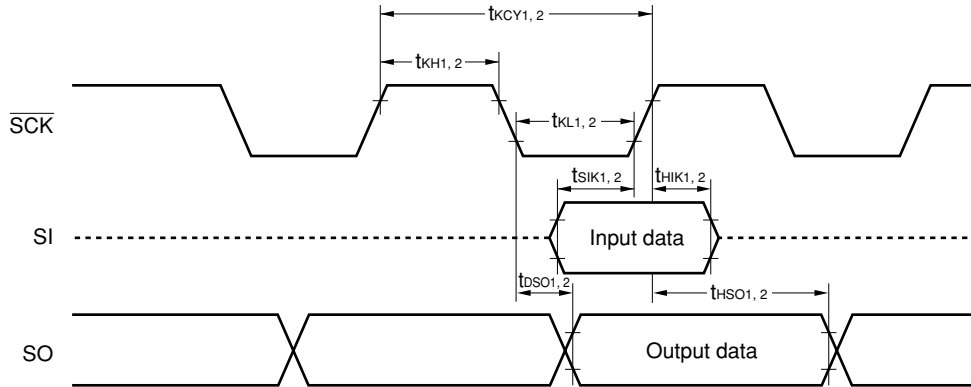 tKCY1, 2
tKH1, 2
SCK
tKL1, 2
tSIK1, 2
tHIK1, 2
SI
Input data
tDSO1, 2
tHSO1, 2
SO
Output data